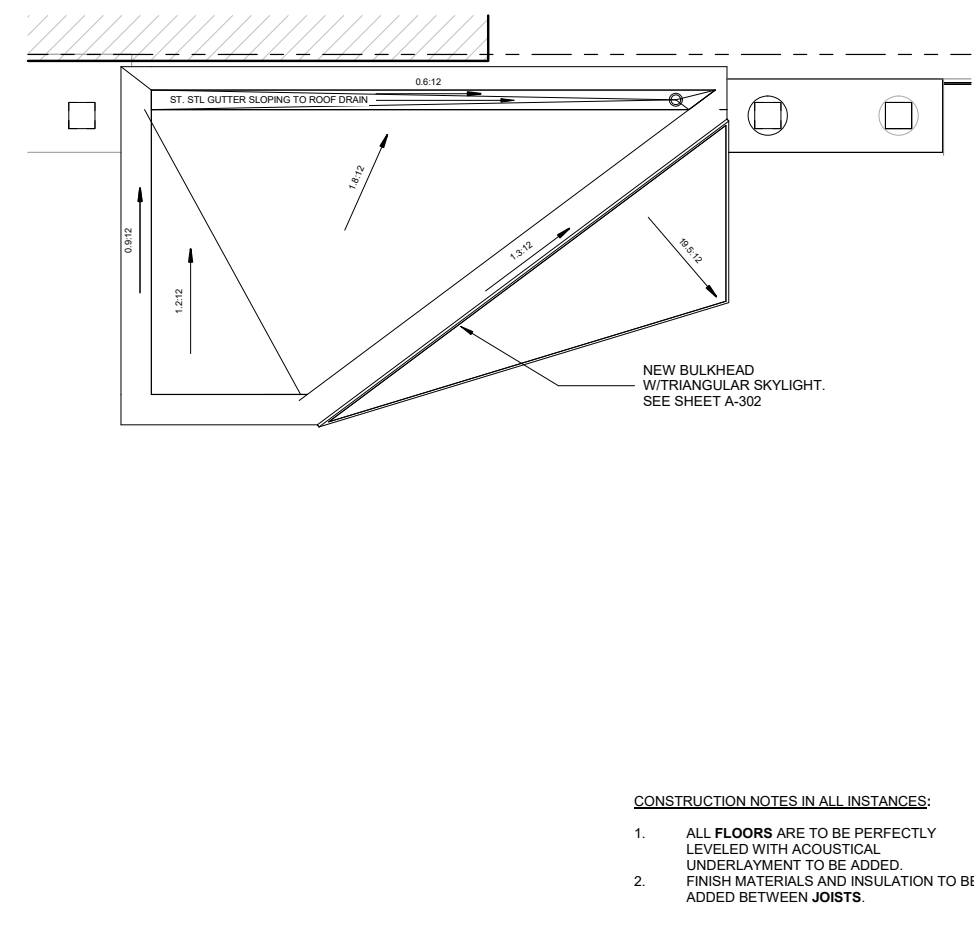 0.6:12
ST. STL GUTTER SLOPING TO ROOF DRAIN
1.8:12
0.9:12
1.2:12
1.3:12
19.5:12
NEW BULKHEAD
W/TRIANGULAR SKYLIGHT.
SEE SHEET A-302
CONSTRUCTION NOTES IN ALL INSTANCES:
1. ALL FLOORS ARE TO BE PERFECTLY
LEVELED WITH ACOUSTICAL
UNDERLAYMENT TO BE ADDED.
2. FINISH MATERIALS AND INSULATION TO BE
ADDED BETWEEN JOISTS.